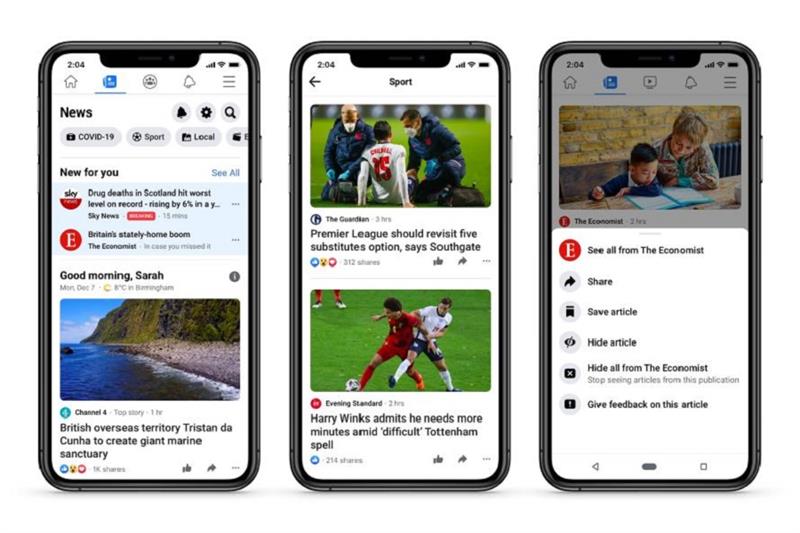 2:04
News
COVID-19
Sport
Local
E
New for you
See All
sky news
Drug deaths in Scotland hit worst
level on record - rising by 6% in a y...
Sky News · BREAKING · 15 mins
E
Britain's stately-home boom
The Economist · In case you missed it
Good morning, Sarah
Mon, Dec 7 · 8°C in Birmingham
4 Channel 4 · Top story · 1 hr
British overseas territory Tristan da
Cunha to create giant marine
sanctuary
1K shares
2:04
Sport
CHILWELL
15
The Guardian · 3 hrs
Premier League should revisit five
substitutes option, says Southgate
312 shares
Evening Standard · 2 hrs
Harry Winks admits he needs more
minutes amid 'difficult' Tottenham
spell
214 shares
2:04
E The Economist · 2 hrs
E
See all from The Economist
Share
Save article
Hide article
Hide all from The Economist
Stop seeing articles from this publication
Give feedback on this article